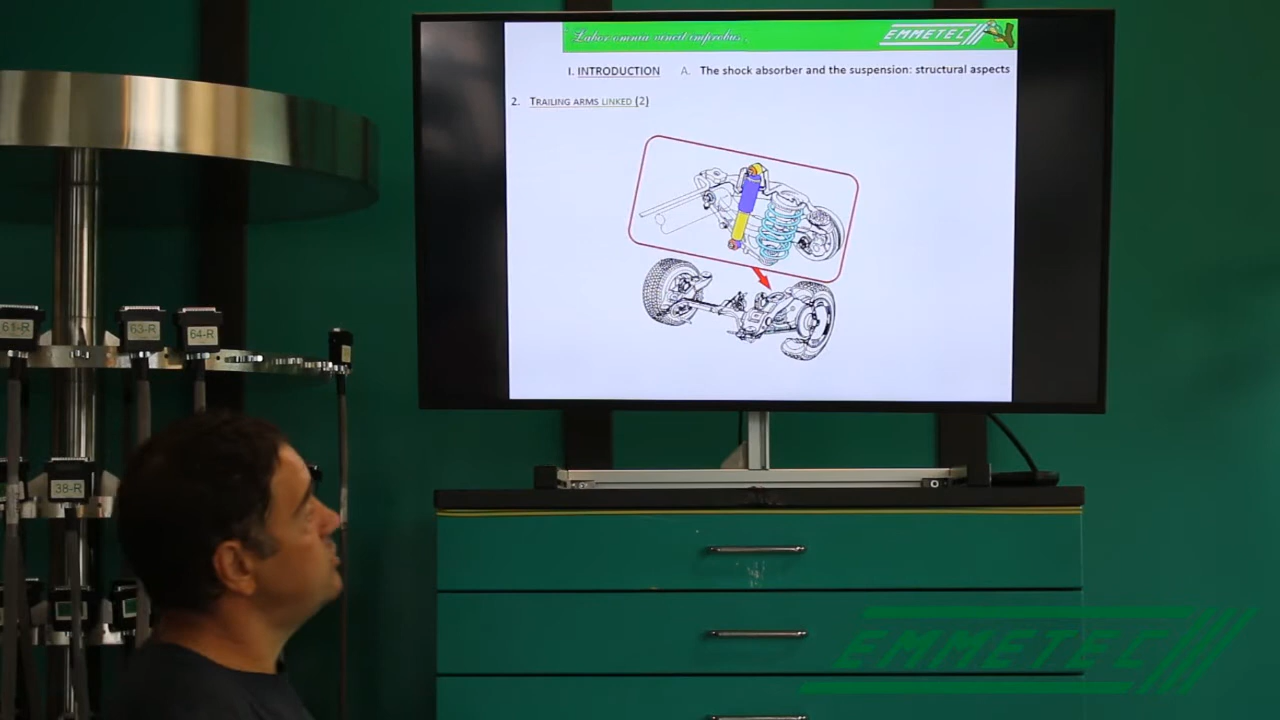 Labor omnia vincit improbus.
EMMETEC
I. INTRODUCTION A. The shock absorber and the suspension: structural aspects
2. TRAILING ARMS LINKED (2)
61-R
63-R
64-R
38-R
EMMETEC